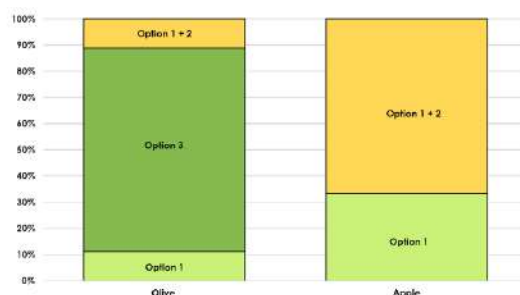 100%
90%
80%
70%
60%
50%
40%
30%
20%
10%
0%
Option 1 + 2
Option 3
Option 1
Option 1 + 2
Option 1
Olive
Apple